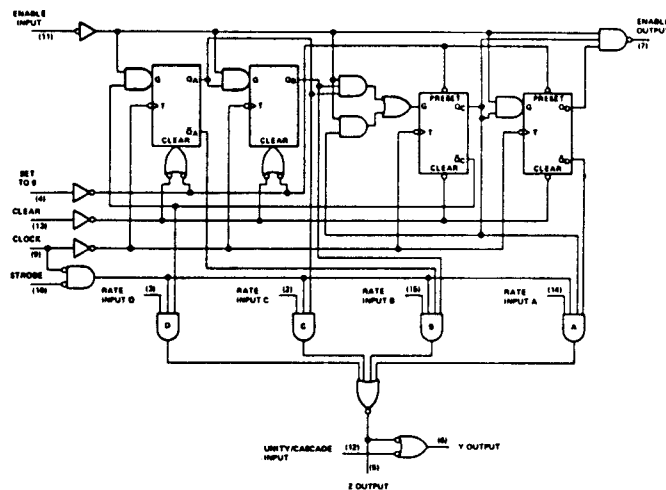 ENABLE
INPUT
(11)
ENABLE
OUTPUT
(7)
G QA
T
Q̄A
CLEAR
G QB
T
CLEAR
PRESET
G QC
T
Q̄C
CLEAR
PRESET
G QD
T
Q̄D
CLEAR
SET
TO 9
(4)
CLEAR
(13)
CLOCK
(9)
STROBE
(10)
RATE
INPUT D
(3)
RATE
INPUT C
(2)
RATE
INPUT B
(15)
RATE
INPUT A
(14)
D
C
B
A
UNITY/CASCADE
INPUT
(12)
(6)
Y OUTPUT
(5)
Z OUTPUT